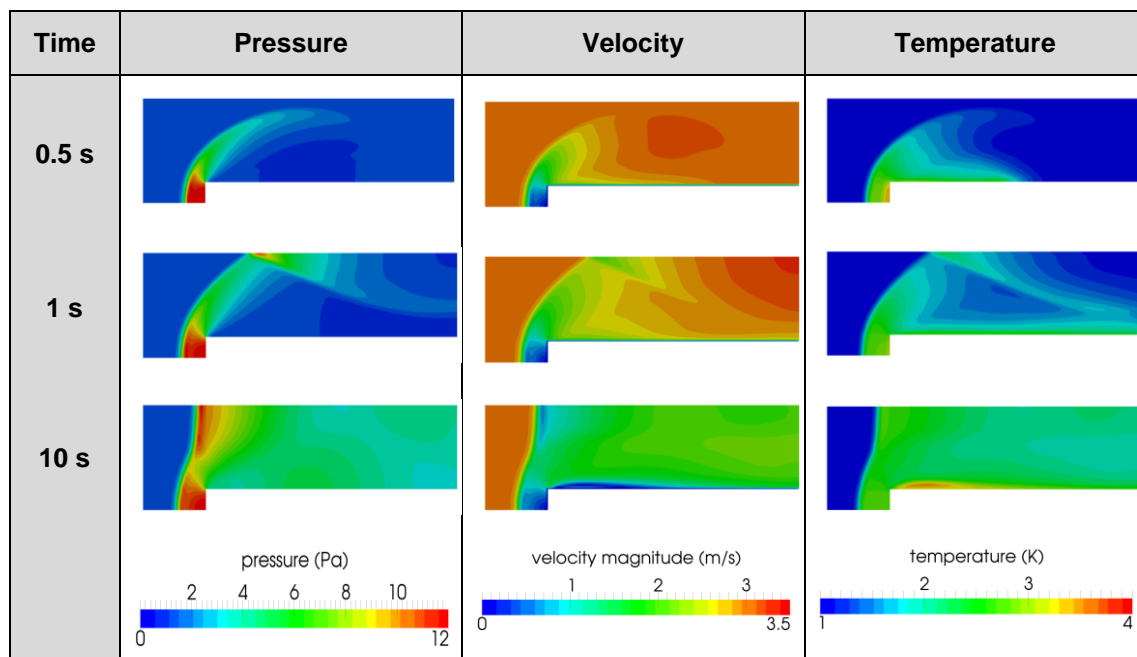 Time Pressure Velocity Temperature
0.5 s
1 s
10 s
pressure (Pa)
2 4 6 8 10
0 12
velocity magnitude (m/s)
1 2 3
0 3.5
temperature (K)
2 3
1 4